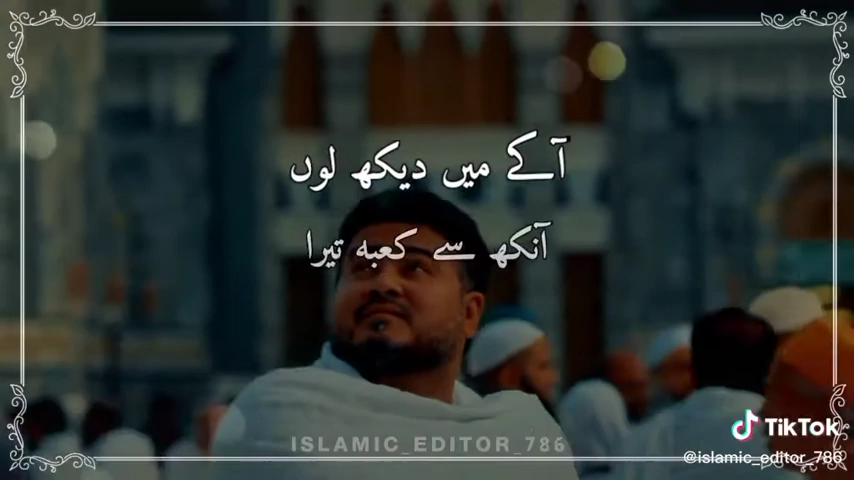 آکے میں دیکھ لوں
آنکھ سے کعبہ تیرا
ISLAMIC_EDITOR_786
TikTok
@islamic_editor_786